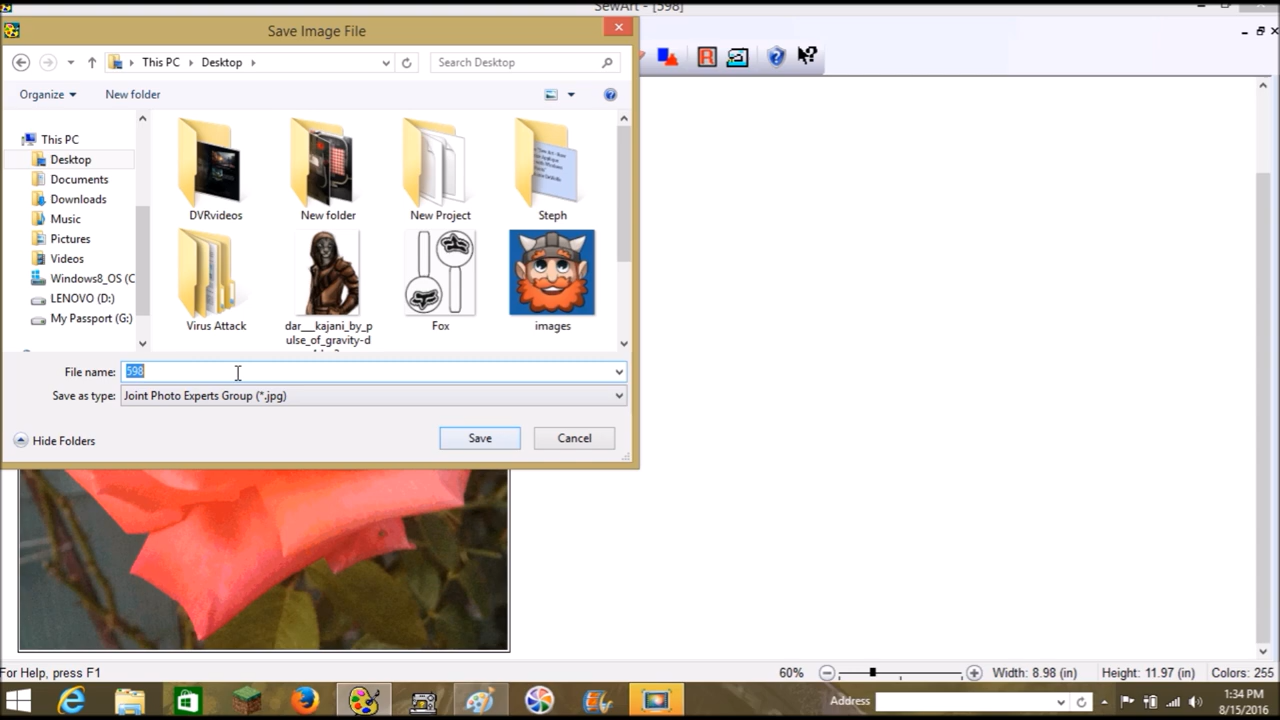 SewArt - [598]
Save Image File
This PC
Desktop
Search Desktop
Organize
New folder
This PC
Desktop
Documents
Downloads
Music
Pictures
Videos
Windows8_OS (C
LENOVO (D:)
My Passport (G:)
DVRvideos
New folder
New Project
Steph
Virus Attack
dar__kajani_by_p
ulse_of_gravity-d
Fox
images
File name: 598
Save as type: Joint Photo Experts Group (*.jpg)
Hide Folders
Save
Cancel
For Help, press F1
60%
Width: 8.98 (in)
Height: 11.97 (in)
Colors: 255
Address
1:34 PM
8/15/2016